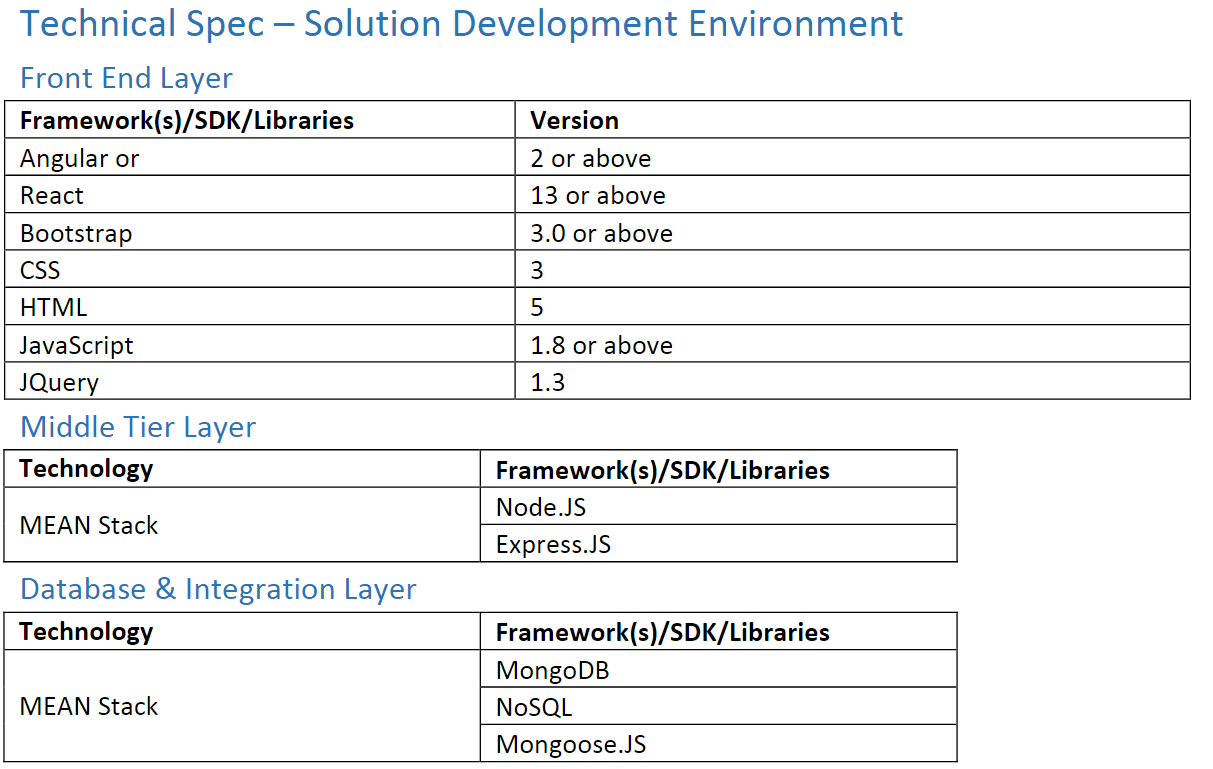 Technical Spec – Solution Development Environment
Front End Layer
Framework(s)/SDK/Libraries Version
Angular or 2 or above
React 13 or above
Bootstrap 3.0 or above
CSS 3
HTML 5
JavaScript 1.8 or above
JQuery 1.3
Middle Tier Layer
Technology Framework(s)/SDK/Libraries
MEAN Stack Node.JS
Express.JS
Database & Integration Layer
Technology Framework(s)/SDK/Libraries
MEAN Stack MongoDB
NoSQL
Mongoose.JS